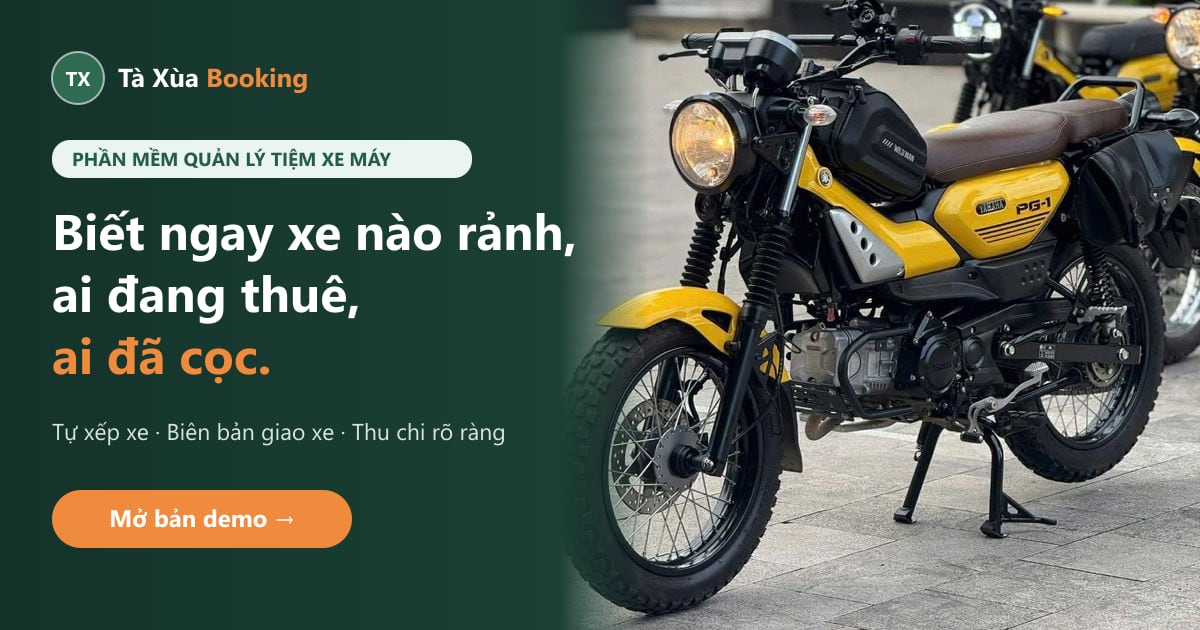 TX
Tà Xùa Booking
PHẦN MỀM QUẢN LÝ TIỆM XE MÁY
Biết ngay xe nào rảnh,
ai đang thuê,
ai đã cọc.
Tự xếp xe · Biên bản giao xe · Thu chi rõ ràng
Mở bản demo →
WILD MAN
YAMAHA
PG-1